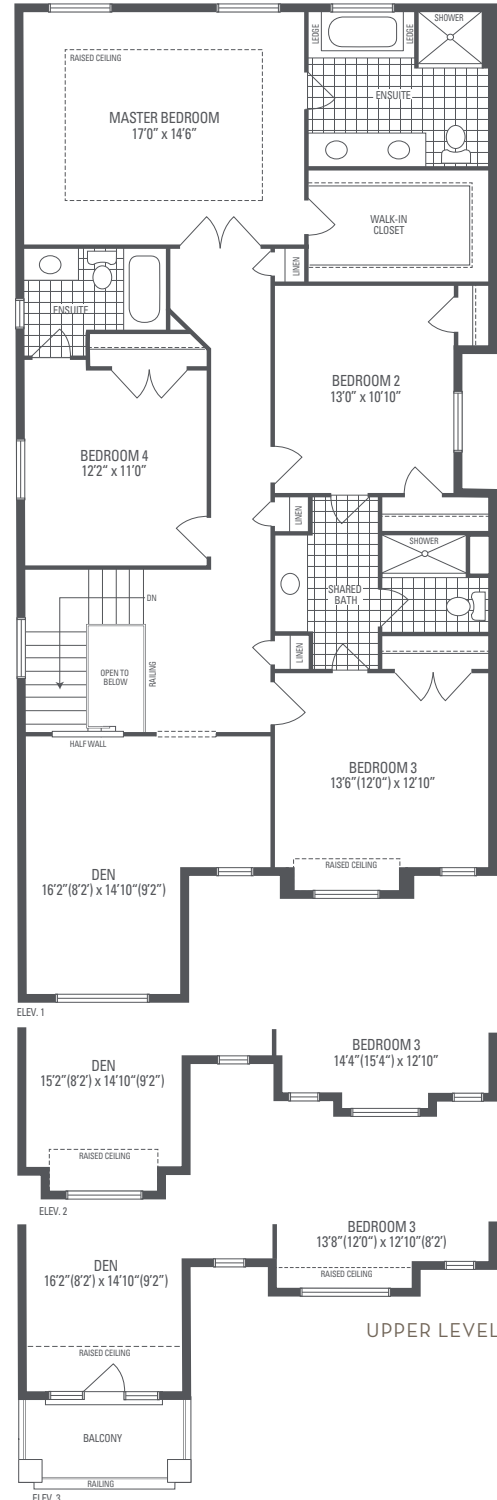 LEDGE
LEDGE
SHOWER
RAISED CEILING
ENSUITE
MASTER BEDROOM
17'0" x 14'6"
WALK-IN
CLOSET
LINEN
ENSUITE
BEDROOM 2
13'0" x 10'10"
BEDROOM 4
12'2" x 11'0"
LINEN
SHOWER
SHARED
BATH
DN
OPEN TO
BELOW
RAILING
LINEN
HALF WALL
BEDROOM 3
13'6"(12'0") x 12'10"
RAISED CEILING
DEN
16'2"(8'2') x 14'10"(9'2")
ELEV. 1
BEDROOM 3
14'4"(15'4") x 12'10"
DEN
15'2"(8'2') x 14'10"(9'2")
RAISED CEILING
ELEV. 2
BEDROOM 3
13'8"(12'0") x 12'10"(8'2')
RAISED CEILING
DEN
16'2"(8'2') x 14'10"(9'2")
UPPER LEVEL
RAISED CEILING
BALCONY
RAILING
ELEV. 3